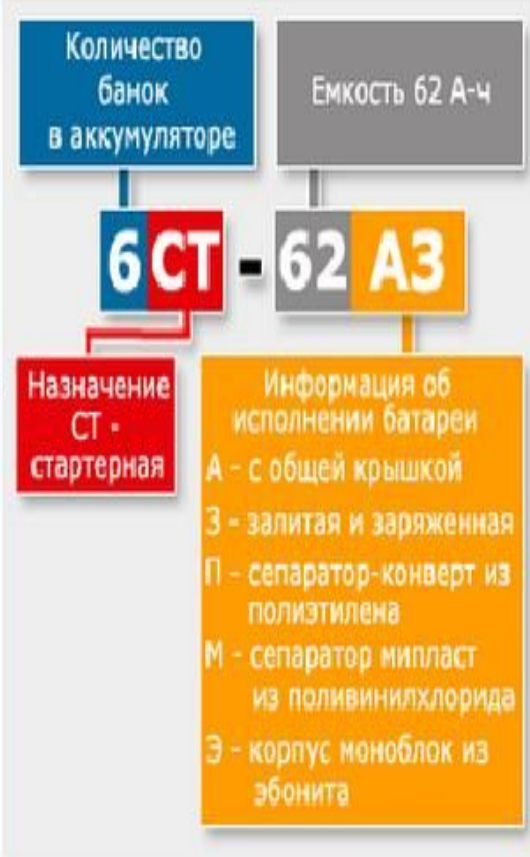 Количество
банок
в аккумуляторе
Емкость 62 А-ч
6СТ - 62 АЗ
Назначение
СТ -
стартерная
Информация об
исполнении батареи
А - с общей крышкой
З - залитая и заряженная
П - сепаратор-конверт из
полиэтилена
М - сепаратор мипласт
из поливинилхлорида
Э - корпус моноблок из
эбонита